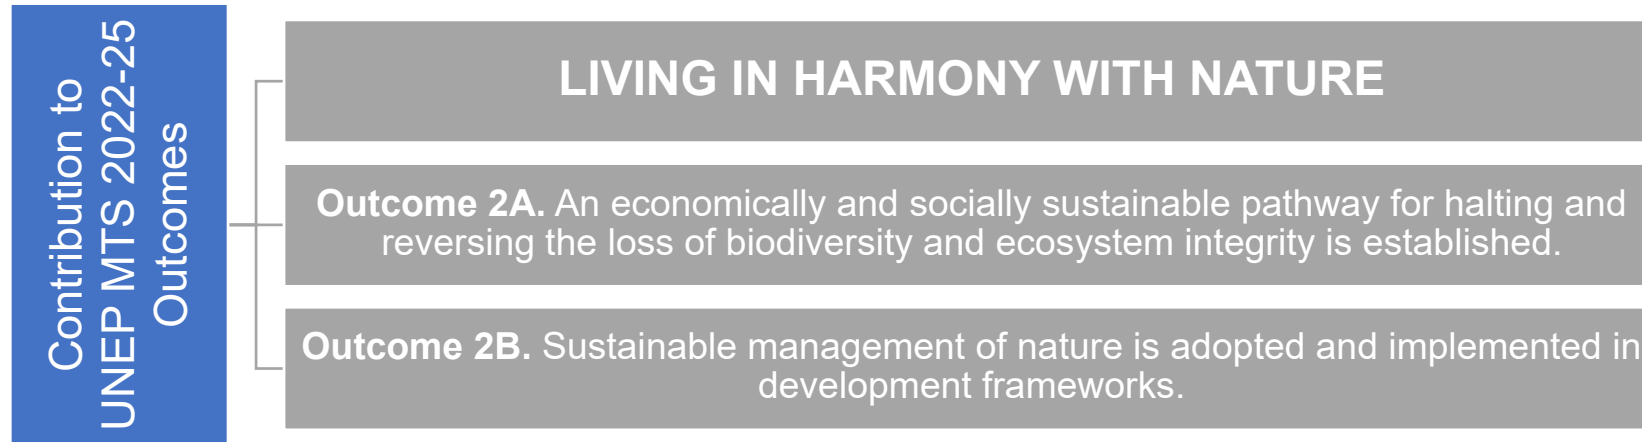 Contribution to
UNEP MTS 2022-25
Outcomes
LIVING IN HARMONY WITH NATURE
Outcome 2A. An economically and socially sustainable pathway for halting and
reversing the loss of biodiversity and ecosystem integrity is established.
Outcome 2B. Sustainable management of nature is adopted and implemented in
development frameworks.